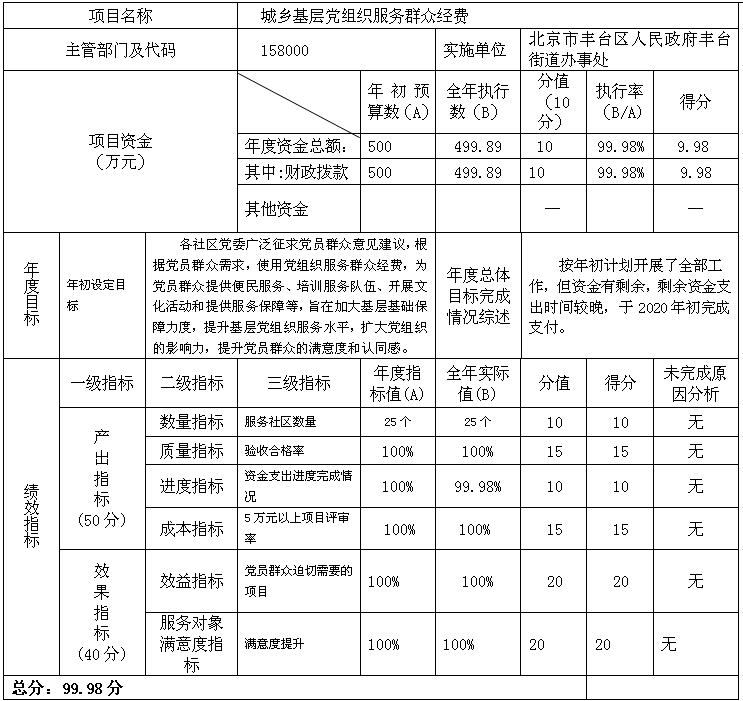 项目名称 城乡基层党组织服务群众经费
主管部门及代码 158000 实施单位 北京市丰台区人民政府丰台
街道办事处
项目资金
（万元）
年初预
算数（A）
全年执行
数（B）
分值
（10
分）
执行率
（B/A）
得分
年度资金总额： 500 499.89 10 99.98% 9.98
其中:财政拨款 500 499.89 10 99.98% 9.98
其他资金 — —
年度目标
年初设定目
标
各社区党委广泛征求党员群众意见建议，根
据党员群众需求，使用党组织服务群众经费，为
党员群众提供便民服务、培训服务队伍、开展文
化活动和提供服务保障等，旨在加大基层基础保
障力度，提升基层党组织服务水平，扩大党组织
的影响力，提升党员群众的满意度和认同感。
年度总体
目标完成
情况综述
按年初计划开展了全部工
作，但资金有剩余，剩余资金支
出时间较晚，于 2020 年初完成
支付。
绩效指标
一级指标 二级指标 三级指标
年度指
标值(A)
全年实际
值(B)
分值 得分
未完成原
因分析
产
出
指
标
(50 分)
数量指标 服务社区数量 25 个 25 个 10 10 无
质量指标 验收合格率 100% 100% 15 15 无
进度指标
资金支出进度完成情
况
100% 99.98% 10 10 无
成本指标
5 万元以上项目评审
率
100% 100% 15 15 无
效
果
指
标
(40 分)
效益指标
党员群众迫切需要的
项目
100% 100% 20 20 无
服务对象
满意度指
标
满意度提升 100% 100% 20 20 无
总分：99.98 分